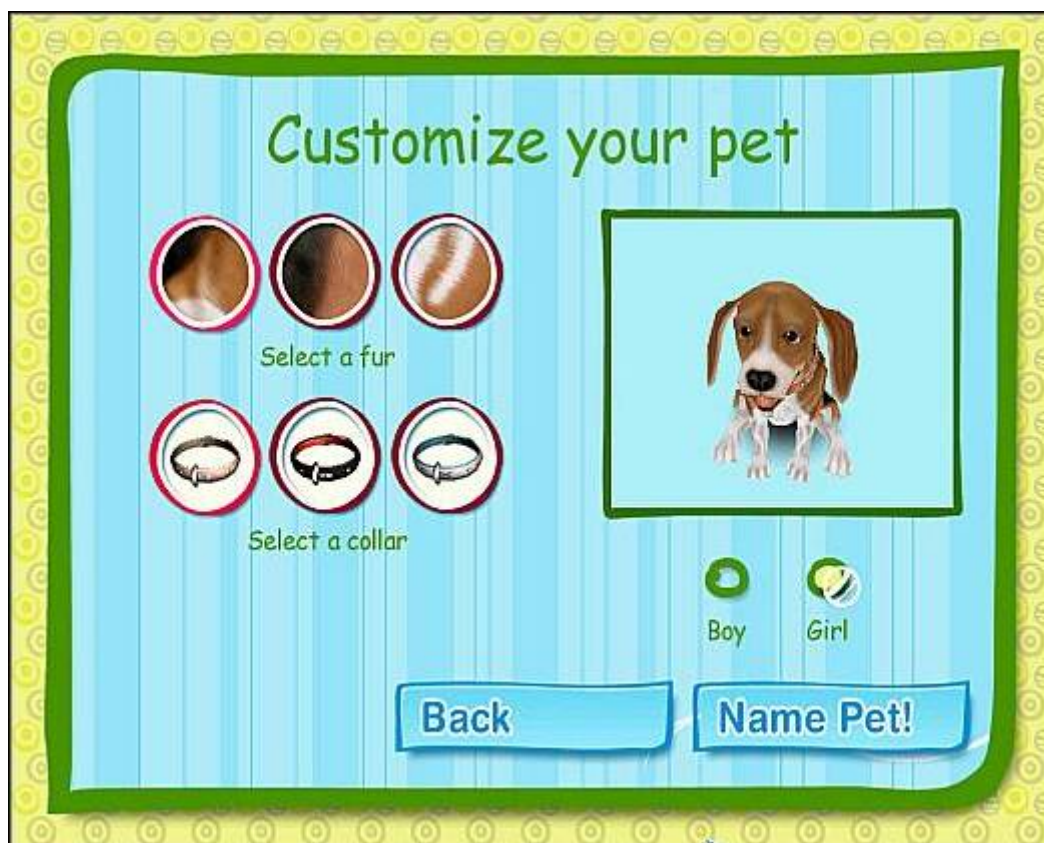 Customize your pet
Select a fur
Select a collar
Boy
Girl
Back
Name Pet!